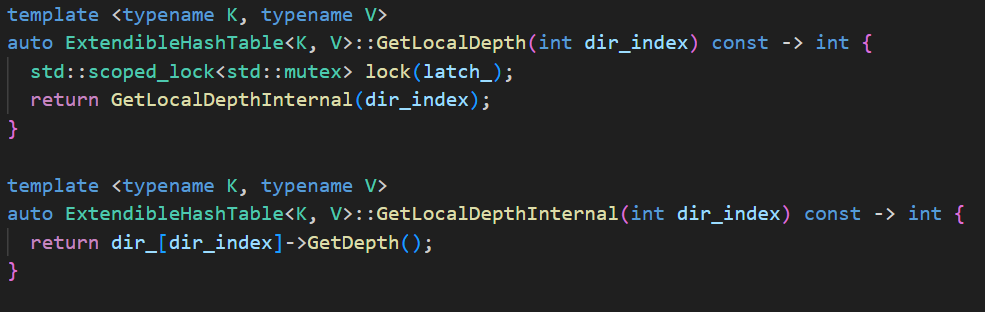 template <typename K, typename V>
auto ExtendibleHashTable<K, V>::GetLocalDepth(int dir_index) const -> int {
  std::scoped_lock<std::mutex> lock(latch_);
  return GetLocalDepthInternal(dir_index);
}

template <typename K, typename V>
auto ExtendibleHashTable<K, V>::GetLocalDepthInternal(int dir_index) const -> int {
  return dir_[dir_index]->GetDepth();
}